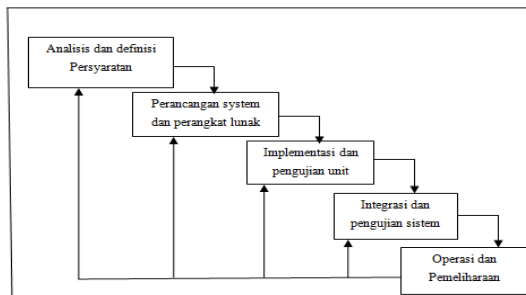 Analisis dan definisi
Persyaratan
Perancangan system
dan perangkat lunak
Implementasi dan
pengujian unit
Integrasi dan
pengujian sistem
Operasi dan
Pemeliharaan